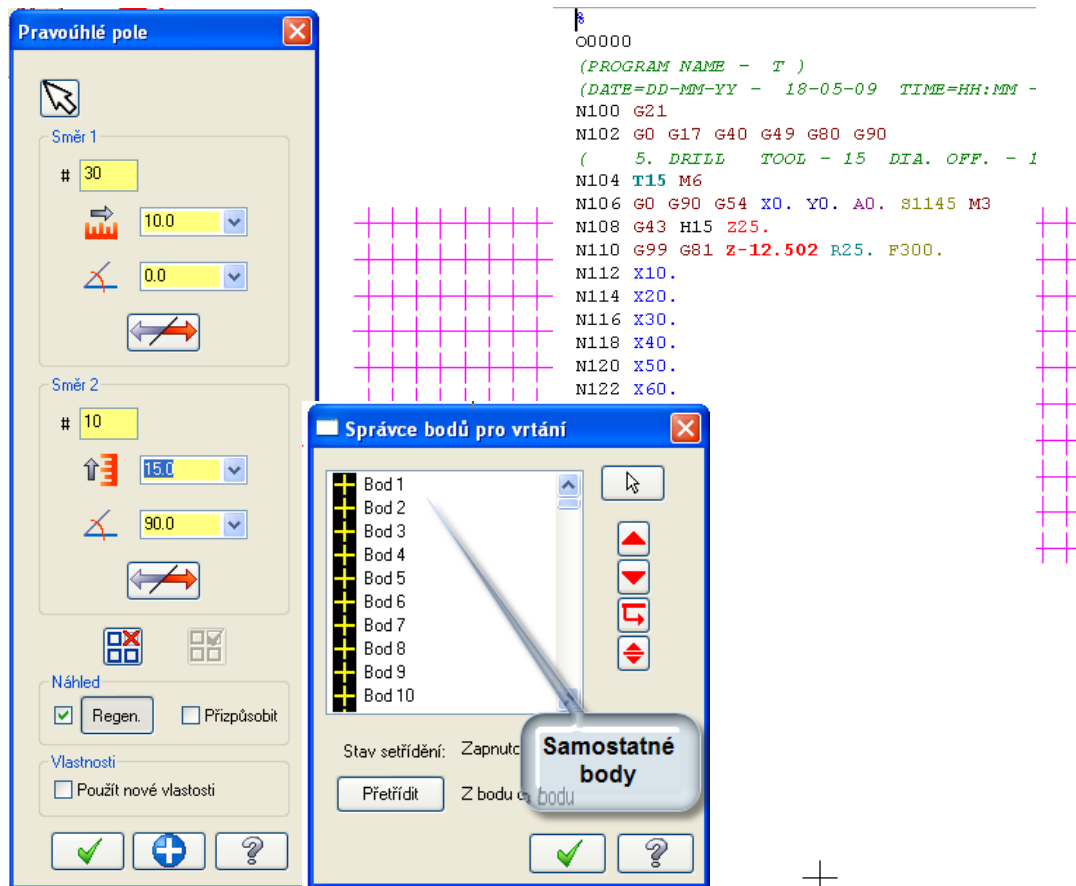 Pravoúhlé pole
Směr 1
# 30
10.0
0.0
Směr 2
# 10
15.0
90.0
Náhled
Regen.
Přizpůsobit
Vlastnosti
Použít nové vlastosti
%
O0000
(PROGRAM NAME - T )
(DATE=DD-MM-YY - 18-05-09 TIME=HH:MM -
N100 G21
N102 G0 G17 G40 G49 G80 G90
( 5. DRILL TOOL - 15 DIA. OFF. - 1
N104 T15 M6
N106 G0 G90 G54 X0. Y0. A0. S1145 M3
N108 G43 H15 Z25.
N110 G99 G81 Z-12.502 R25. F300.
N112 X10.
N114 X20.
N116 X30.
N118 X40.
N120 X50.
N122 X60.
Správce bodů pro vrtání
Bod 1
Bod 2
Bod 3
Bod 4
Bod 5
Bod 6
Bod 7
Bod 8
Bod 9
Bod 10
Stav setřídění: Zapnuto
Přetřídit Z bodu do bodu
Samostatné
body